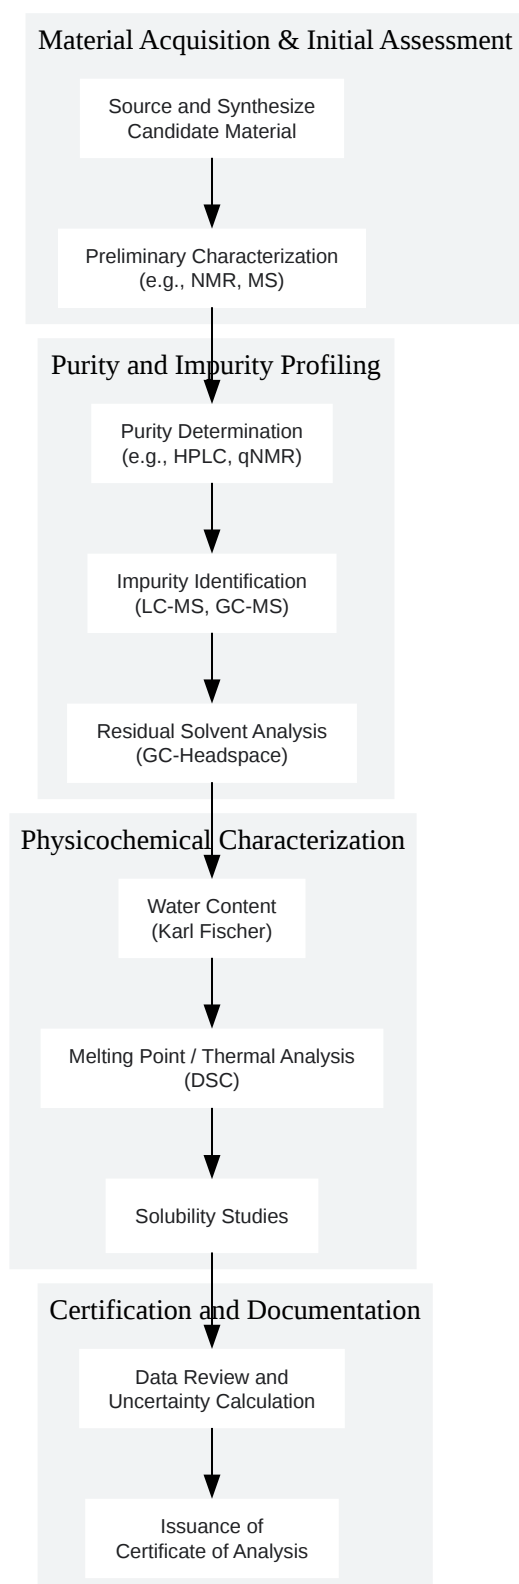 Material Acquisition & Initial Assessment
Source and Synthesize
Candidate Material
Preliminary Characterization
(e.g., NMR, MS)
Purity and Impurity Profiling
Purity Determination
(e.g., HPLC, qNMR)
Impurity Identification
(LC-MS, GC-MS)
Residual Solvent Analysis
(GC-Headspace)
Physicochemical Characterization
Water Content
(Karl Fischer)
Melting Point / Thermal Analysis
(DSC)
Solubility Studies
Certification and Documentation
Data Review and
Uncertainty Calculation
Issuance of
Certificate of Analysis